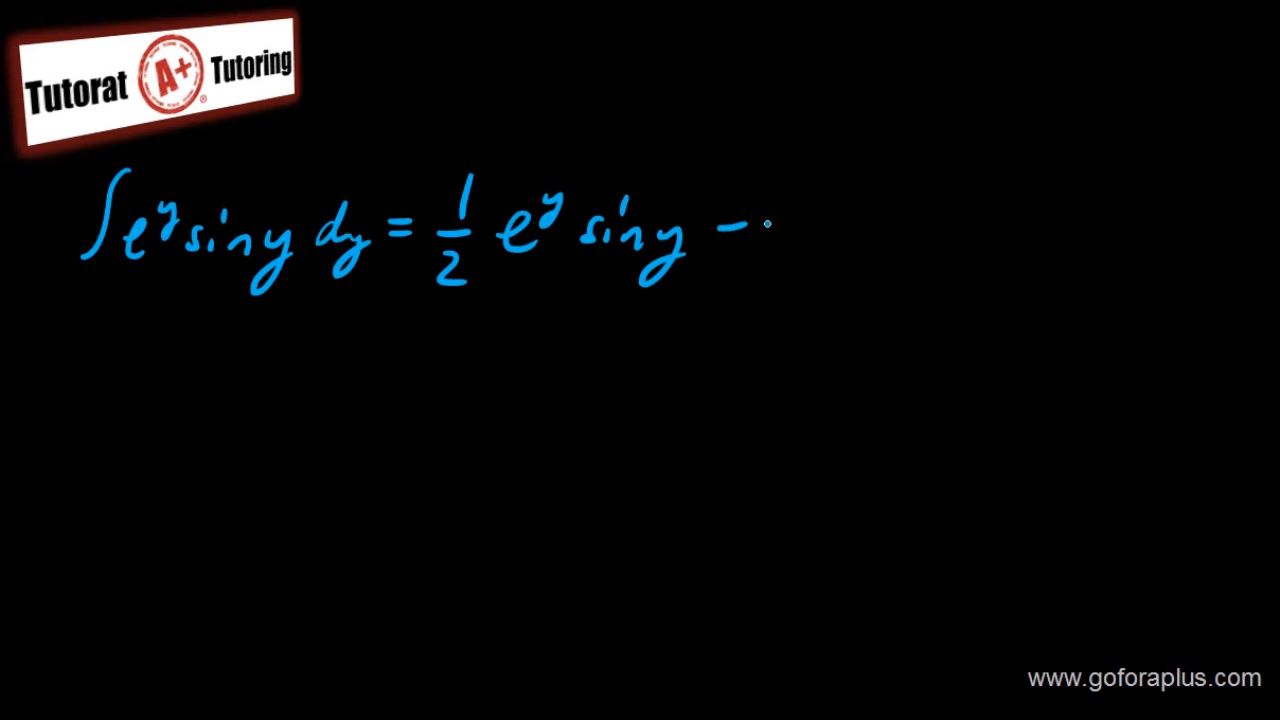 Tutorat A+ Tutoring
∫ e^y sin y dy = 1/2 e^y sin y −
www.goforaplus.com